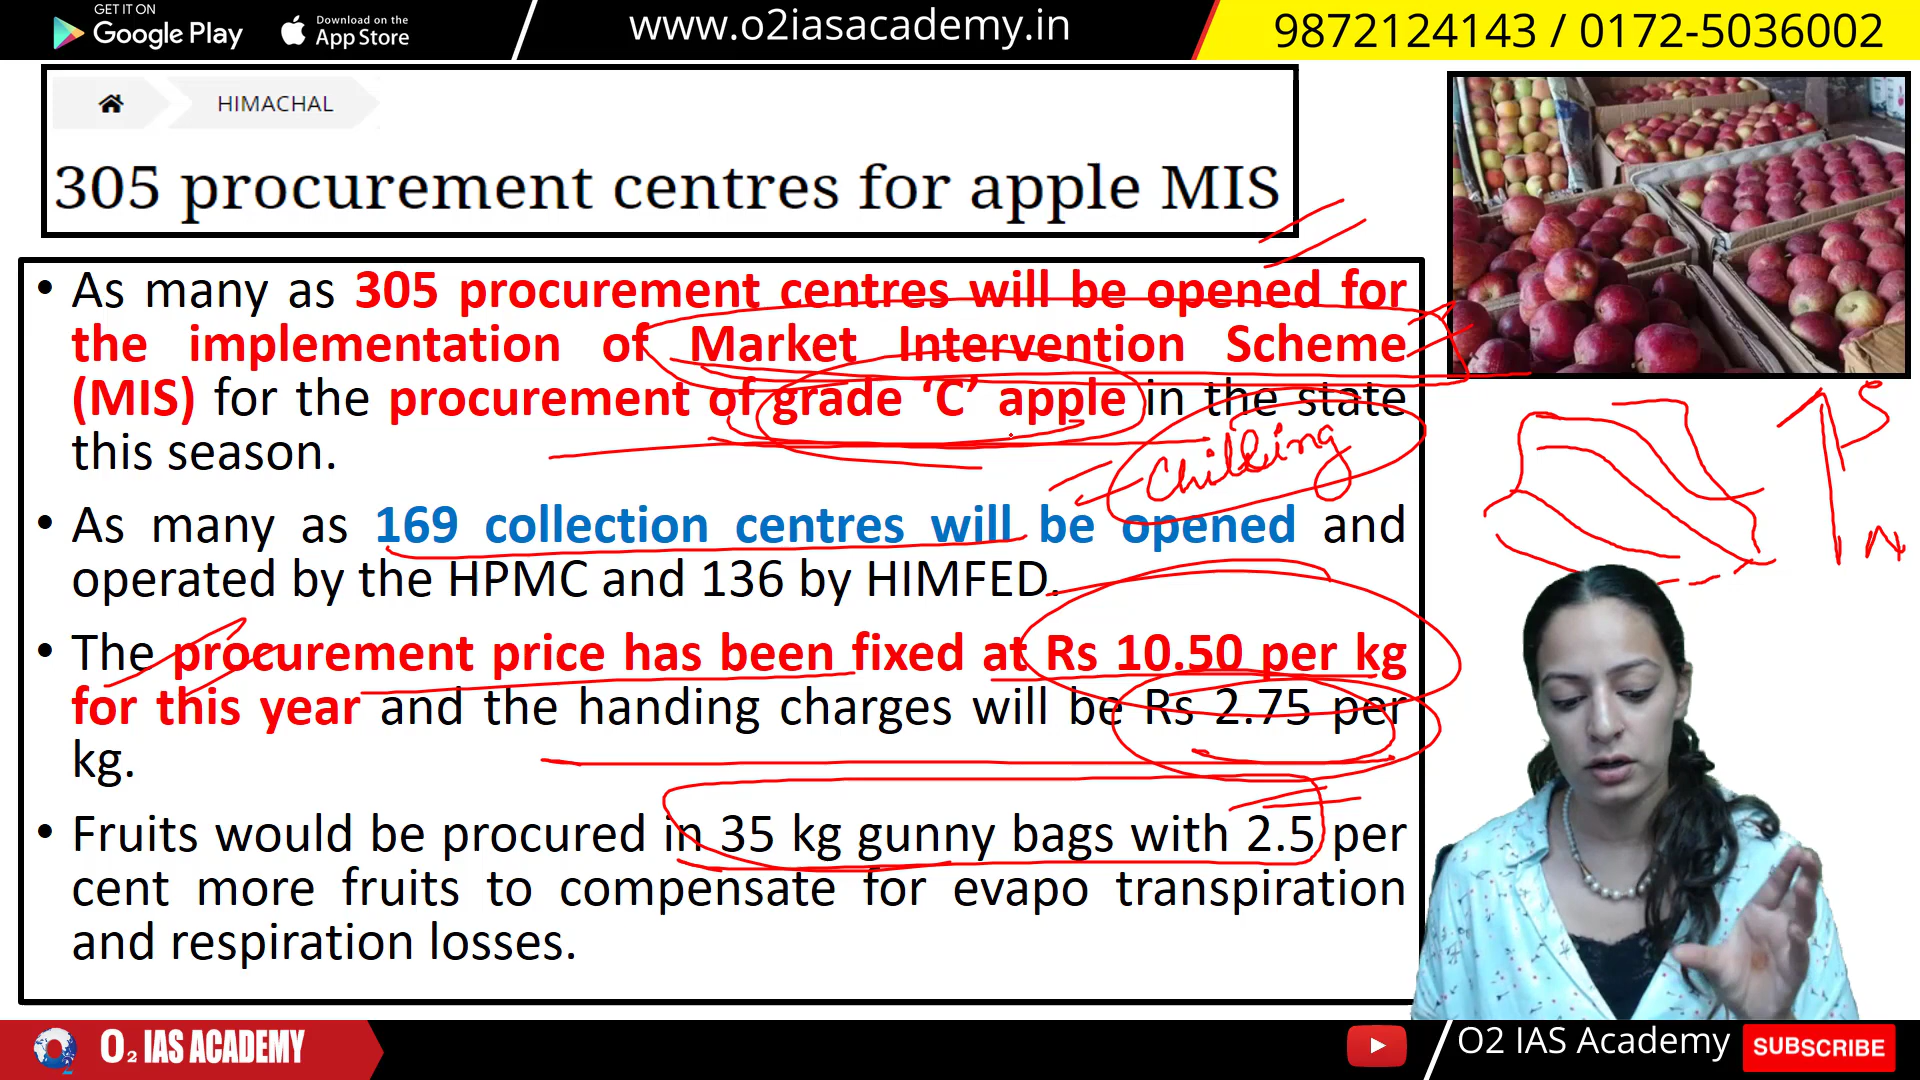 GET IT ON
Google Play
Download on the
App Store
www.o2iasacademy.in
9872124143 / 0172-5036002
HIMACHAL
305 procurement centres for apple MIS
• As many as 305 procurement centres will be opened for
the implementation of Market Intervention Scheme
(MIS) for the procurement of grade ‘C’ apple in the state
this season.
Chilling
• As many as 169 collection centres will be opened and
operated by the HPMC and 136 by HIMFED.
• The procurement price has been fixed at Rs 10.50 per kg
for this year and the handing charges will be Rs 2.75 per
kg.
• Fruits would be procured in 35 kg gunny bags with 2.5 per
cent more fruits to compensate for evapo transpiration
and respiration losses.
S
N
O2 IAS ACADEMY
O2 IAS Academy
SUBSCRIBE